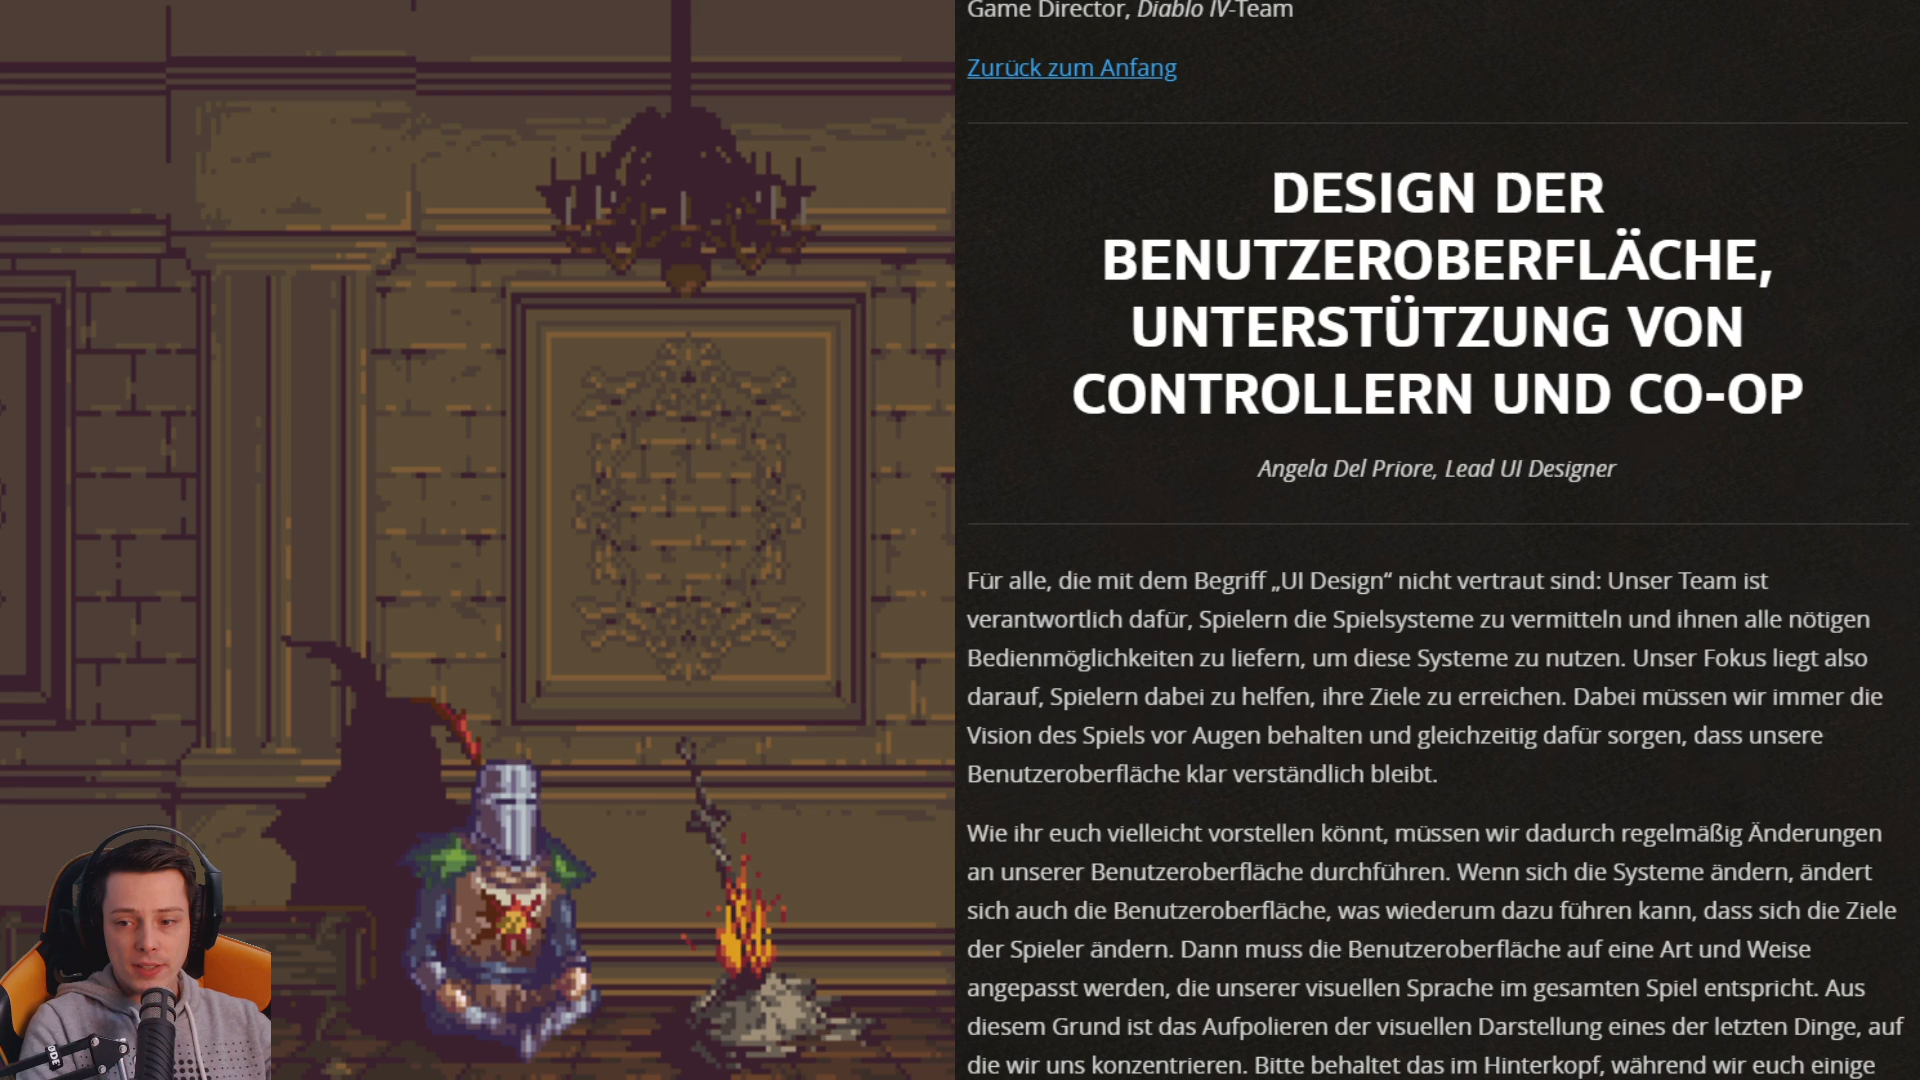 Game Director, Diablo IV-Team
Zurück zum Anfang
DESIGN DER
BENUTZEROBERFLÄCHE,
UNTERSTÜTZUNG VON
CONTROLLERN UND CO-OP
Angela Del Priore, Lead UI Designer
Für alle, die mit dem Begriff „UI Design“ nicht vertraut sind: Unser Team ist
verantwortlich dafür, Spielern die Spielsysteme zu vermitteln und ihnen alle nötigen
Bedienmöglichkeiten zu liefern, um diese Systeme zu nutzen. Unser Fokus liegt also
darauf, Spielern dabei zu helfen, ihre Ziele zu erreichen. Dabei müssen wir immer die
Vision des Spiels vor Augen behalten und gleichzeitig dafür sorgen, dass unsere
Benutzeroberfläche klar verständlich bleibt.
Wie ihr euch vielleicht vorstellen könnt, müssen wir dadurch regelmäßig Änderungen
an unserer Benutzeroberfläche durchführen. Wenn sich die Systeme ändern, ändert
sich auch die Benutzeroberfläche, was wiederum dazu führen kann, dass sich die Ziele
der Spieler ändern. Dann muss die Benutzeroberfläche auf eine Art und Weise
angepasst werden, die unserer visuellen Sprache im gesamten Spiel entspricht. Aus
diesem Grund ist das Aufpolieren der visuellen Darstellung eines der letzten Dinge, auf
die wir uns konzentrieren. Bitte behaltet das im Hinterkopf, während wir euch einige
RØDE